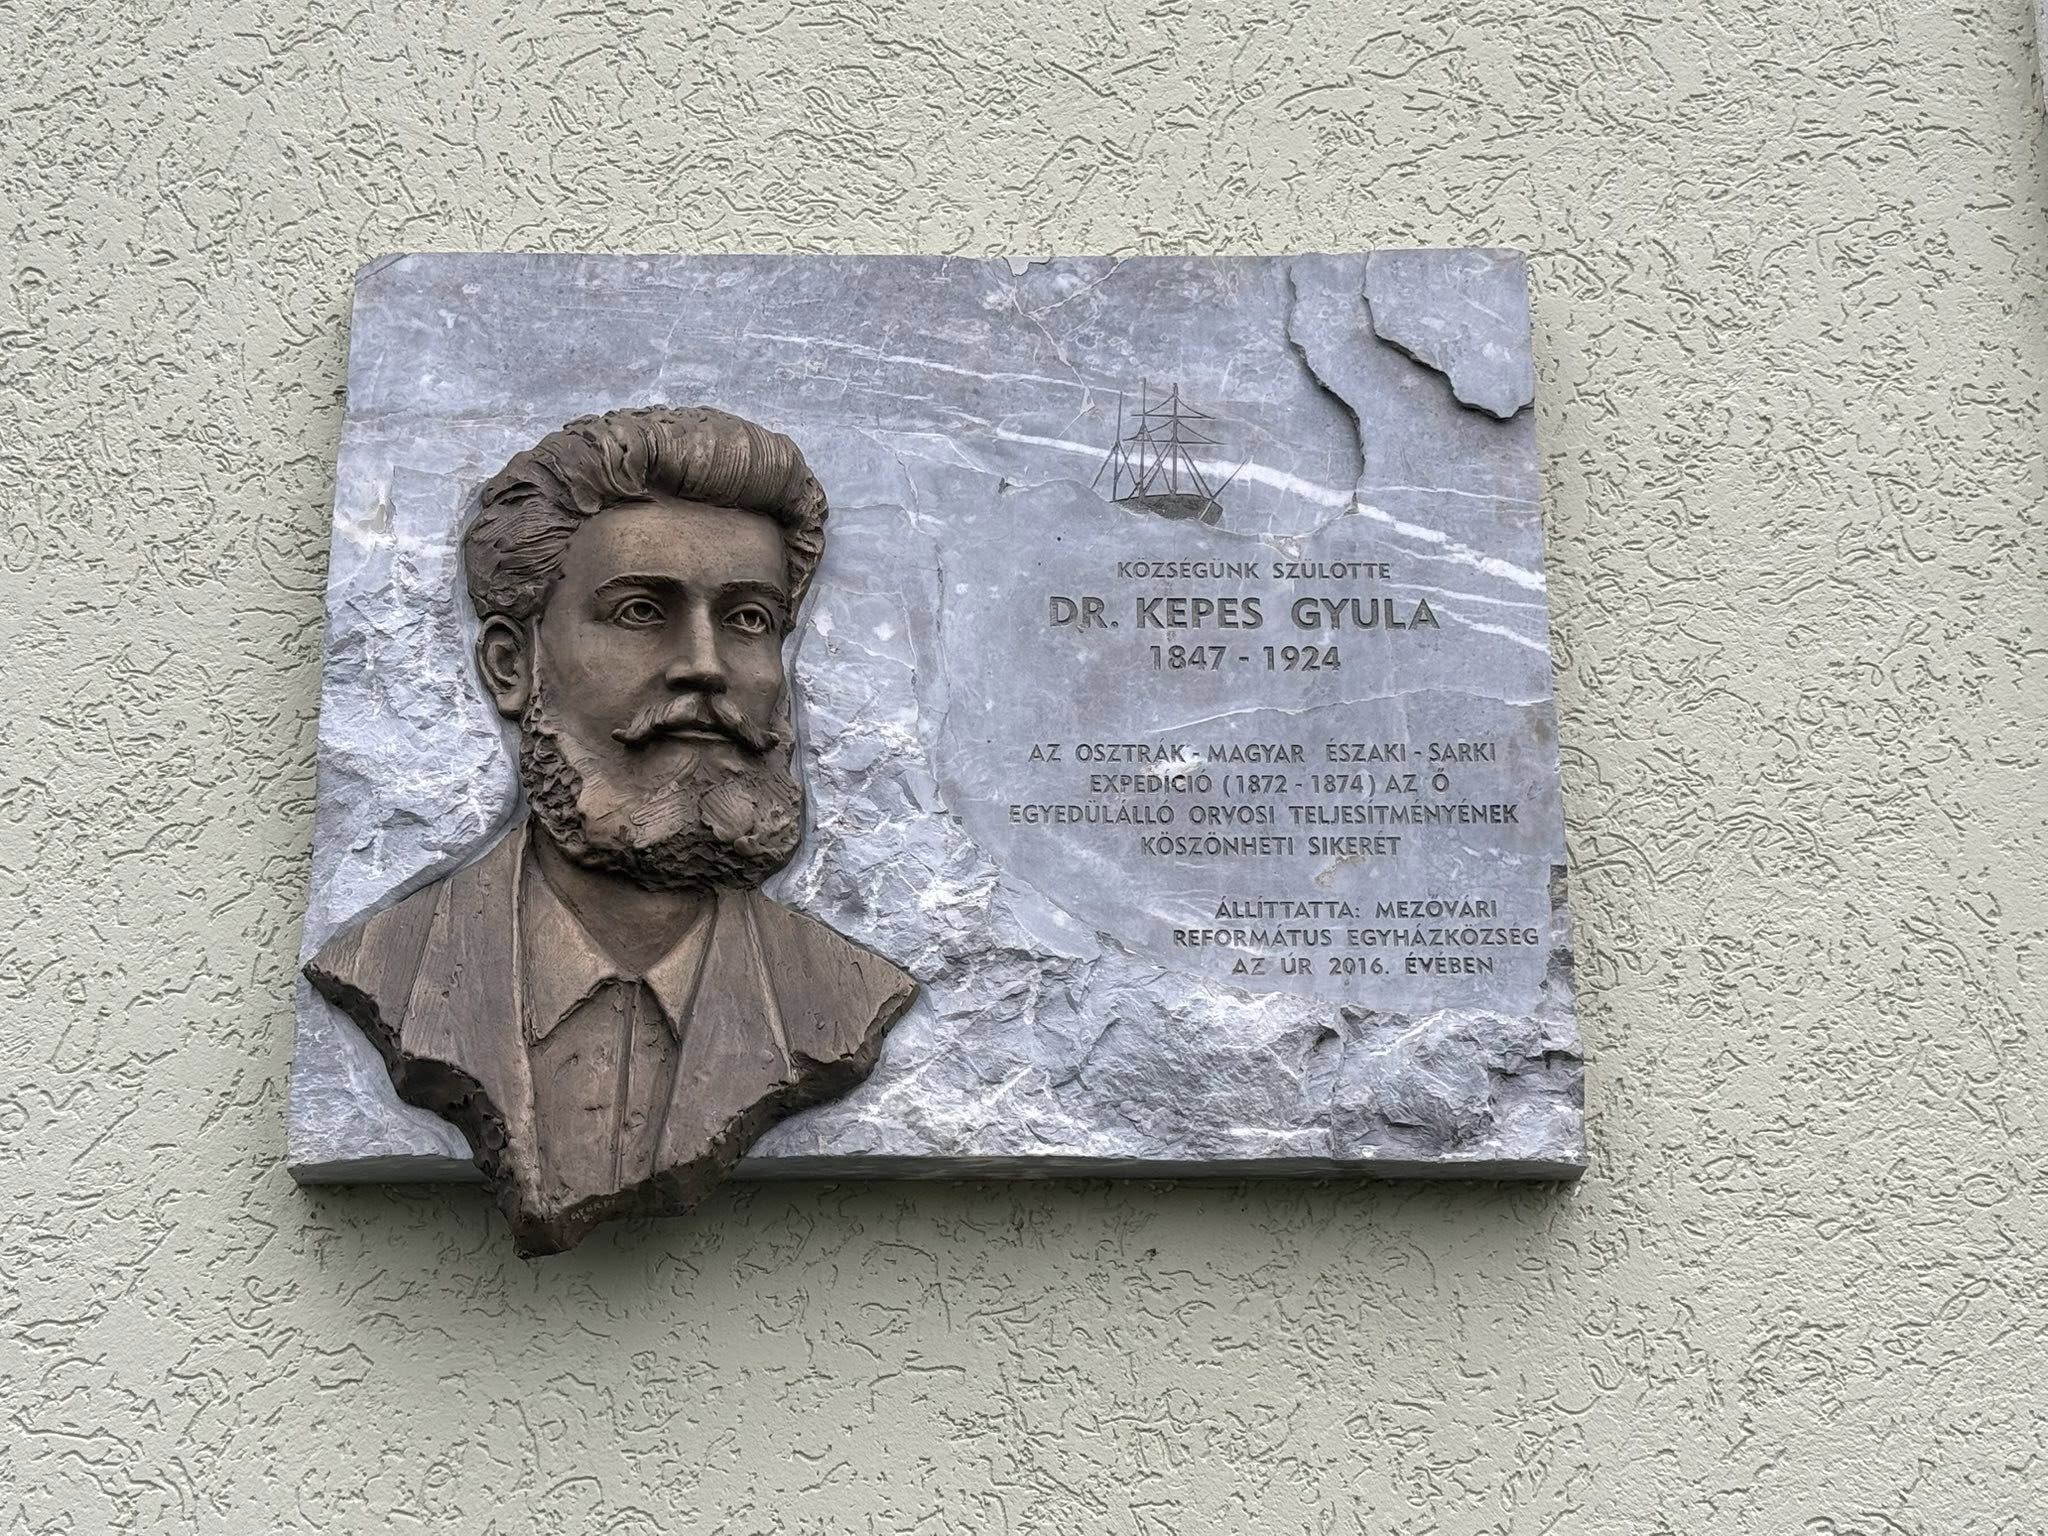 KÖZSÉGÜNK SZÜLÖTTE
DR. KEPES GYULA
1847 - 1924
AZ OSZTRÁK - MAGYAR ÉSZAKI - SARKI
EXPEDÍCIÓ (1872 - 1874) AZ Ő
EGYEDÜLÁLLÓ ORVOSI TELJESÍTMÉNYÉNEK
KÖSZÖNHETI SIKERÉT
ÁLLÍTTATTA: MEZŐVÁRI
REFORMÁTUS EGYHÁZKÖZSÉG
AZ ÚR 2016. ÉVÉBEN